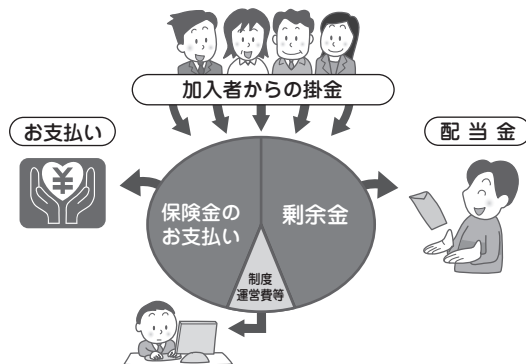 加入者からの掛金
お支払い
配当金
¥
保険金の
お支払い
剰余金
制度
運営費等